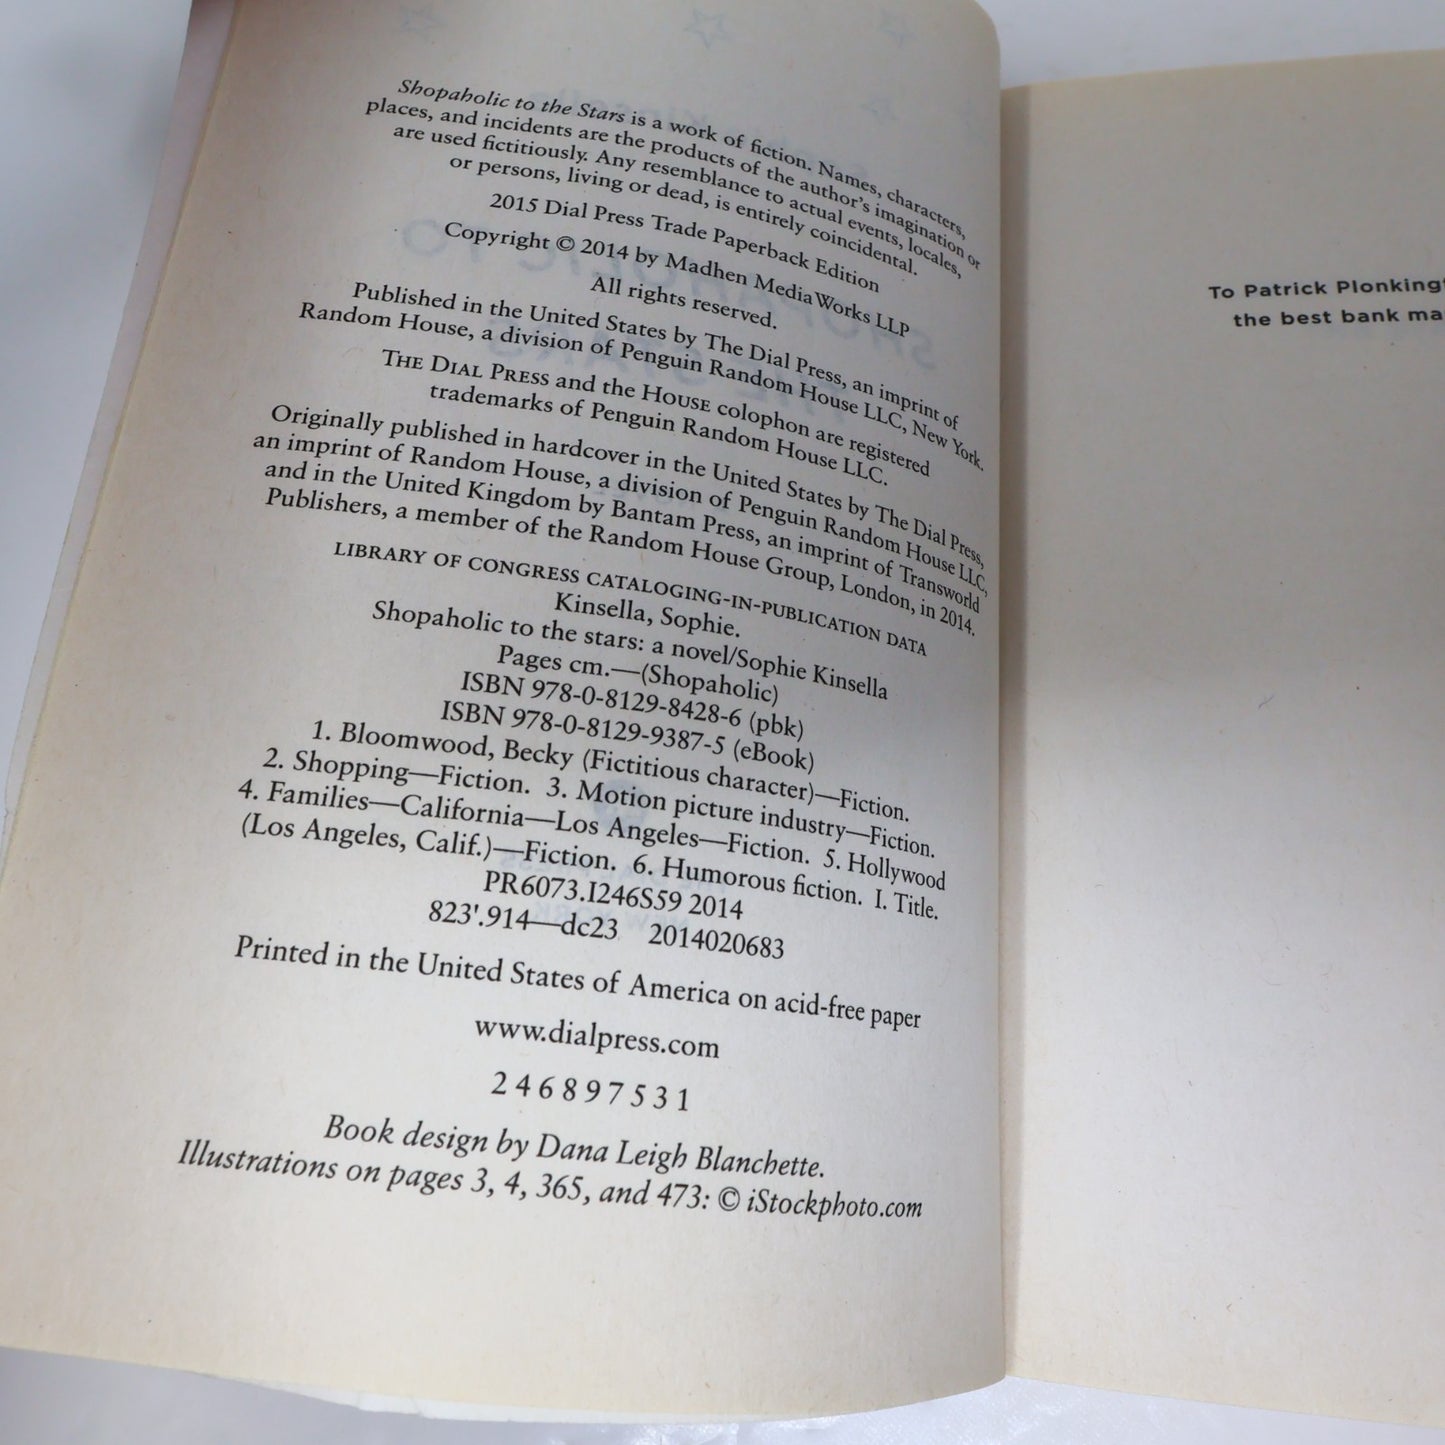 Shopaholic to the Stars is a work of fiction. Names, characters,
places, and incidents are the products of the author's imagination or
are used fictitiously. Any resemblance to actual events, locales,
or persons, living or dead, is entirely coincidental.
2015 Dial Press Trade Paperback Edition
Copyright © 2014 by Madhen Media Works LLP
All rights reserved.
Published in the United States by The Dial Press, an imprint of
Random House, a division of Penguin Random House LLC, New York.
THE DIAL PRESS and the HOUSE colophon are registered
trademarks of Penguin Random House LLC.
Originally published in hardcover in the United States by The Dial Press,
an imprint of Random House, a division of Penguin Random House LLC,
and in the United Kingdom by Bantam Press, an imprint of Transworld
Publishers, a member of the Random House Group, London, in 2014.
LIBRARY OF CONGRESS CATALOGING-IN-PUBLICATION DATA
Kinsella, Sophie.
Shopaholic to the stars: a novel/Sophie Kinsella
Pages cm.—(Shopaholic)
ISBN 978-0-8129-8428-6 (pbk)
ISBN 978-0-8129-9387-5 (eBook)
1. Bloomwood, Becky (Fictitious character)—Fiction.
2. Shopping—Fiction. 3. Motion picture industry—Fiction.
4. Families—California—Los Angeles—Fiction. 5. Hollywood
(Los Angeles, Calif.)—Fiction. 6. Humorous fiction. I. Title.
PR6073.I246S59 2014
823'.914—dc23 2014020683
Printed in the United States of America on acid-free paper
www.dialpress.com
2 4 6 8 9 7 5 3 1
Book design by Dana Leigh Blanchette.
Illustrations on pages 3, 4, 365, and 473: © iStockphoto.com
To Patrick
the best bank